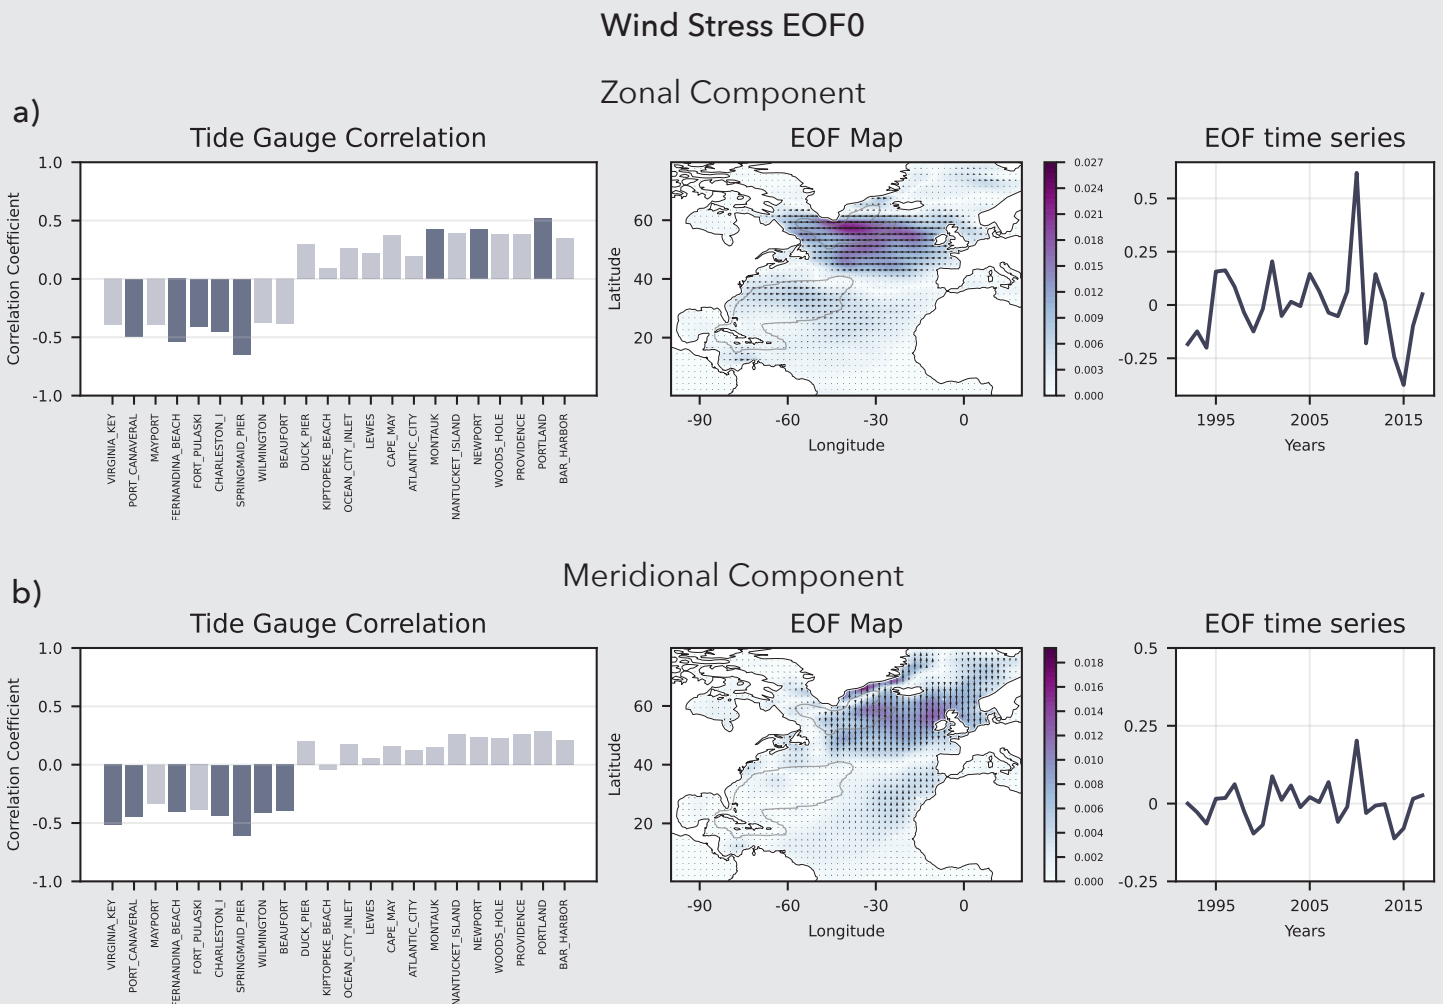 Wind Stress EOF0
Zonal Component
a)
Tide Gauge Correlation
EOF Map
EOF time series
Correlation Coefficient
1.0
0.5
0.0
-0.5
-1.0
VIRGINIA_KEY
PORT_CANAVERAL
MAYPORT
FERNANDINA_BEACH
FORT_PULASKI
CHARLESTON_I
SPRINGMAID_PIER
WILMINGTON
BEAUFORT
DUCK_PIER
KIPTOPEKE_BEACH
OCEAN_CITY_INLET
LEWES
CAPE_MAY
ATLANTIC_CITY
MONTAUK
NANTUCKET_ISLAND
NEWPORT
WOODS_HOLE
PROVIDENCE
PORTLAND
BAR_HARBOR
Latitude
60
40
20
-90
-60
-30
0
Longitude
0.027
0.024
0.021
0.018
0.015
0.012
0.009
0.006
0.003
0.000
0.5
0.25
0
-0.25
1995
2005
2015
Years
Meridional Component
b)
Tide Gauge Correlation
EOF Map
EOF time series
Correlation Coefficient
1.0
0.5
0.0
-0.5
-1.0
VIRGINIA_KEY
PORT_CANAVERAL
MAYPORT
FERNANDINA_BEACH
FORT_PULASKI
CHARLESTON_I
SPRINGMAID_PIER
WILMINGTON
BEAUFORT
DUCK_PIER
KIPTOPEKE_BEACH
OCEAN_CITY_INLET
LEWES
CAPE_MAY
ATLANTIC_CITY
MONTAUK
NANTUCKET_ISLAND
NEWPORT
WOODS_HOLE
PROVIDENCE
PORTLAND
BAR_HARBOR
Latitude
60
40
20
-90
-60
-30
0
Longitude
0.018
0.016
0.014
0.012
0.010
0.008
0.006
0.004
0.002
0.000
0.5
0.25
0
-0.25
1995
2005
2015
Years